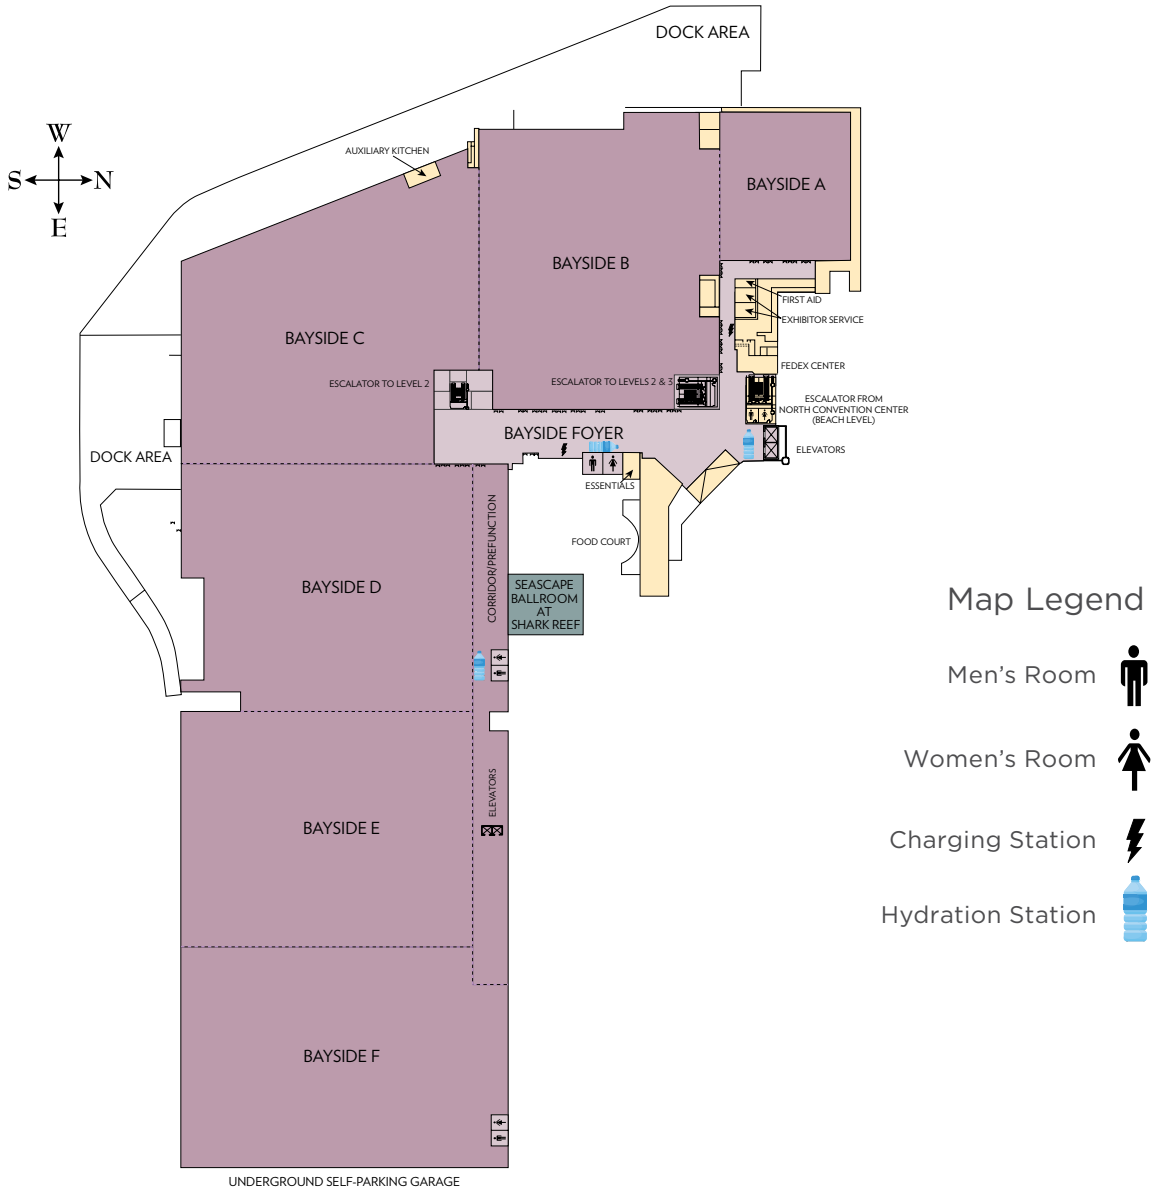 DOCK AREA
W
S N
E
AUXILIARY KITCHEN
BAYSIDE A
BAYSIDE B
FIRST AID
EXHIBITOR SERVICE
BAYSIDE C
FEDEX CENTER
ESCALATOR TO LEVEL 2
ESCALATOR TO LEVELS 2 & 3
ESCALATOR FROM
NORTH CONVENTION CENTER
(BEACH LEVEL)
BAYSIDE FOYER
ELEVATORS
DOCK AREA
ESSENTIALS
CORRIDOR/PREFUNCTION
FOOD COURT
BAYSIDE D
SEASCAPE
BALLROOM
AT
SHARK REEF
Map Legend
Men's Room
Women's Room
Charging Station
Hydration Station
ELEVATORS
BAYSIDE E
BAYSIDE F
UNDERGROUND SELF-PARKING GARAGE